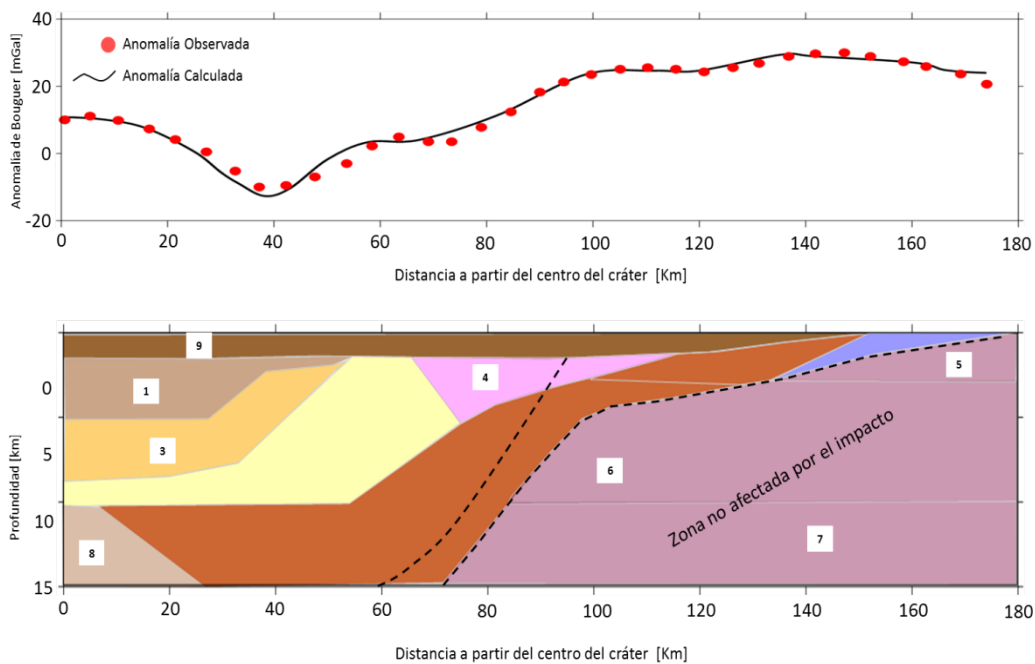 40
20
0
-20
Anomalia de Bouguer [mGal]
Anomalía Observada
Anomalía Calculada
0 20 40 60 80 100 120 140 160 180
Distancia a partir del centro del cráter [Km]
9
1
4
5
3
6
8
7
Zona no afectada por el impacto
0
5
10
15
Profundidad [km]
0 20 40 60 80 100 120 140 160 180
Distancia a partir del centro del cráter [Km]